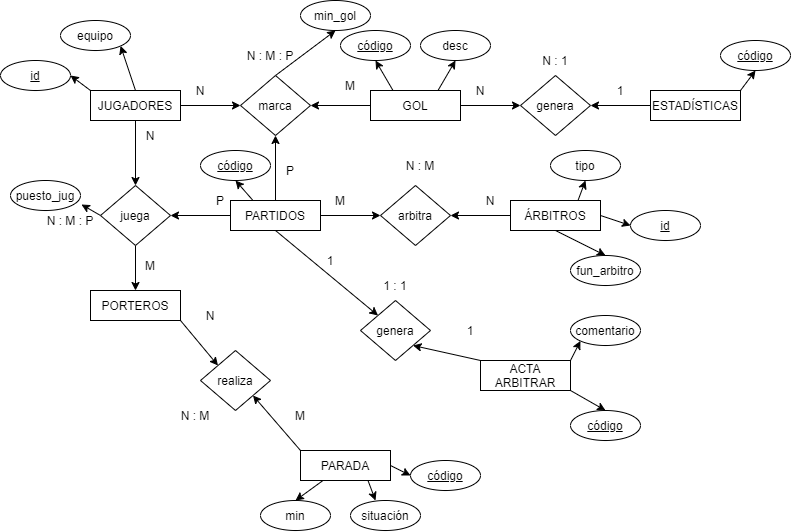 min_gol
equipo
código
desc
N : M : P
N : 1
código
id
N
M
N
1
JUGADORES
marca
GOL
genera
ESTADÍSTICAS
N
código
P
N : M
tipo
puesto_jug
P
M
N
N : M : P
juega
PARTIDOS
arbitra
ÁRBITROS
id
M
1
fun_arbitro
1 : 1
PORTEROS
N
genera
1
comentario
realiza
ACTA
ARBITRAR
N : M
M
código
PARADA
código
min
situación